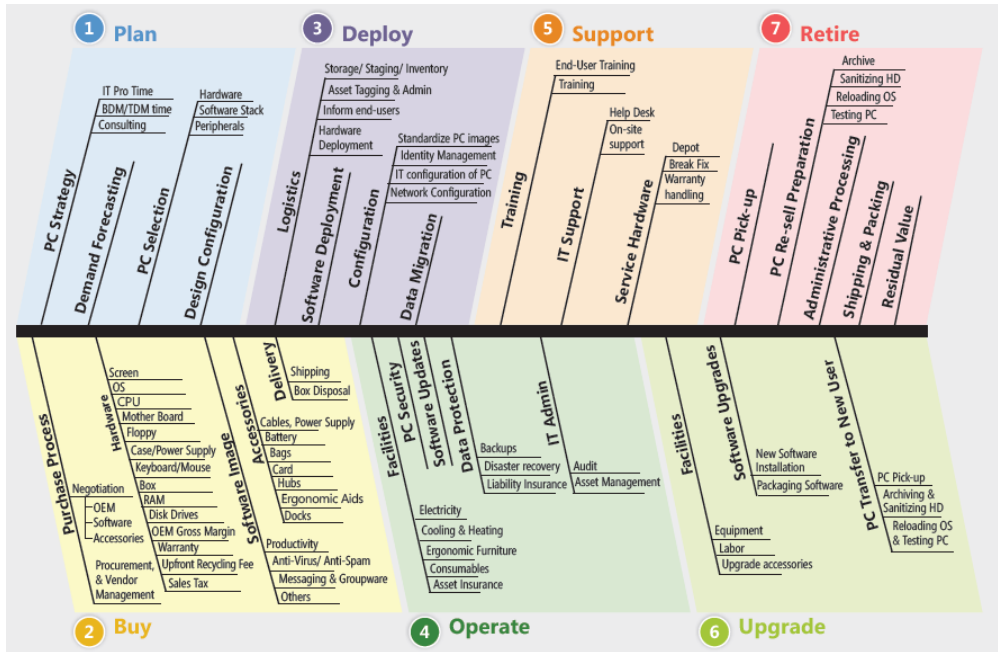 1 Plan
3 Deploy
5 Support
7 Retire
PC Strategy
IT Pro Time
BDM/TDM time
Consulting
Demand Forecasting
PC Selection
Hardware
Software Stack
Peripherals
Design Configuration
Logistics
Storage/ Staging/ Inventory
Asset Tagging & Admin
Inform end-users
Hardware
Deployment
Software Deployment
Configuration
Standardize PC images
Identity Management
IT configuration of PC
Network Configuration
Data Migration
Training
End-User Training
Training
IT Support
Help Desk
On-site
support
Service Hardware
Depot
Break Fix
Warranty
handling
PC Pick-up
PC Re-sell Preparation
Archive
Sanitizing HD
Reloading OS
Testing PC
Administrative Processing
Shipping & Packing
Residual Value
Purchase Process
Negotiation
OEM
Software
Accessories
Procurement,
& Vendor
Management
Hardware
Screen
OS
CPU
Mother Board
Floppy
Case/Power Supply
Keyboard/Mouse
Box
RAM
Disk Drives
OEM Gross Margin
Warranty
Upfront Recycling Fee
Sales Tax
Software Image
Productivity
Anti-Virus/ Anti-Spam
Messaging & Groupware
Others
Accessories
Cables, Power Supply
Battery
Bags
Card
Hubs
Ergonomic Aids
Docks
Delivery
Shipping
Box Disposal
Facilities
Electricity
Cooling & Heating
Ergonomic Furniture
Consumables
Asset Insurance
PC Security
Software Updates
Data Protection
Backups
Disaster recovery
Liability Insurance
IT Admin
Audit
Asset Management
Facilities
Equipment
Labor
Upgrade accessories
Software Upgrades
New Software
Installation
Packaging Software
PC Transfer to New User
PC Pick-up
Archiving &
Sanitizing HD
Reloading OS
& Testing PC
2 Buy
4 Operate
6 Upgrade